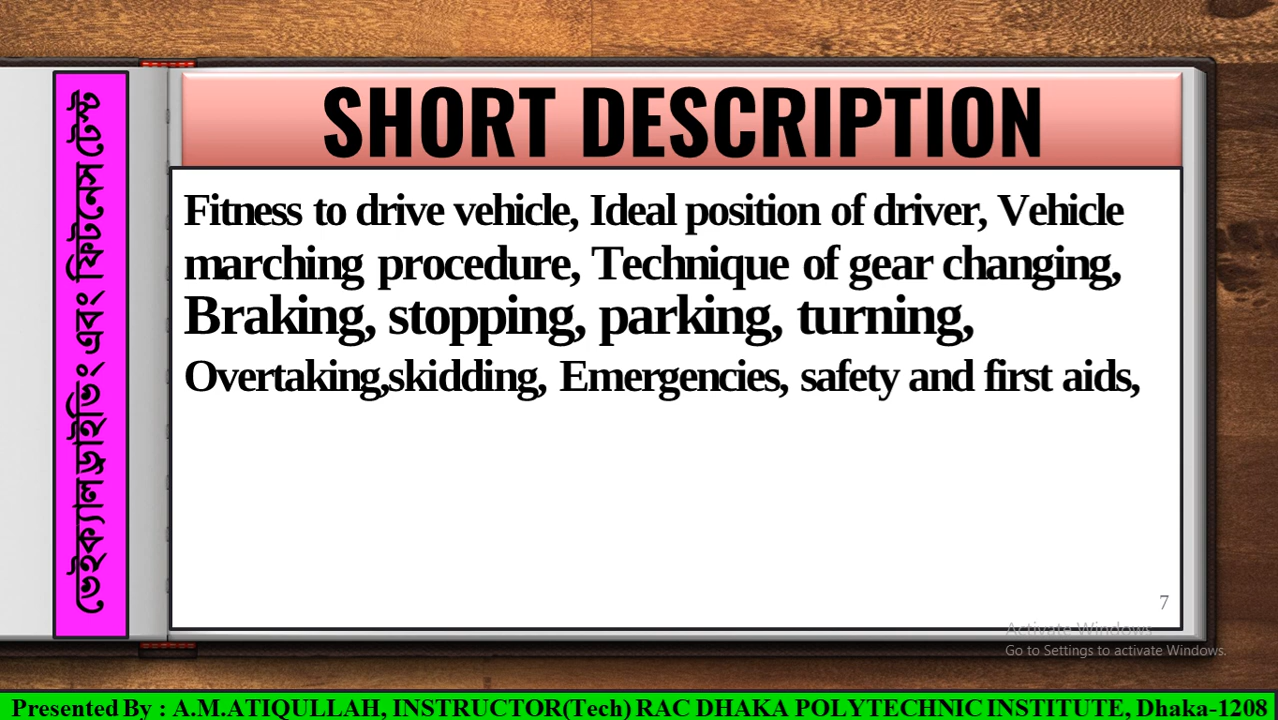 ভেইক্যাল ড্রাইভিং এবং ফিটনেস টেস্ট
SHORT DESCRIPTION
Fitness to drive vehicle, Ideal position of driver, Vehicle
marching procedure, Technique of gear changing,
Braking, stopping, parking, turning,
Overtaking,skidding, Emergencies, safety and first aids,
7
Activate Windows
Go to Settings to activate Windows.
Presented By : A.M.ATIQULLAH, INSTRUCTOR(Tech) RAC DHAKA POLYTECHNIC INSTITUTE, Dhaka-1208